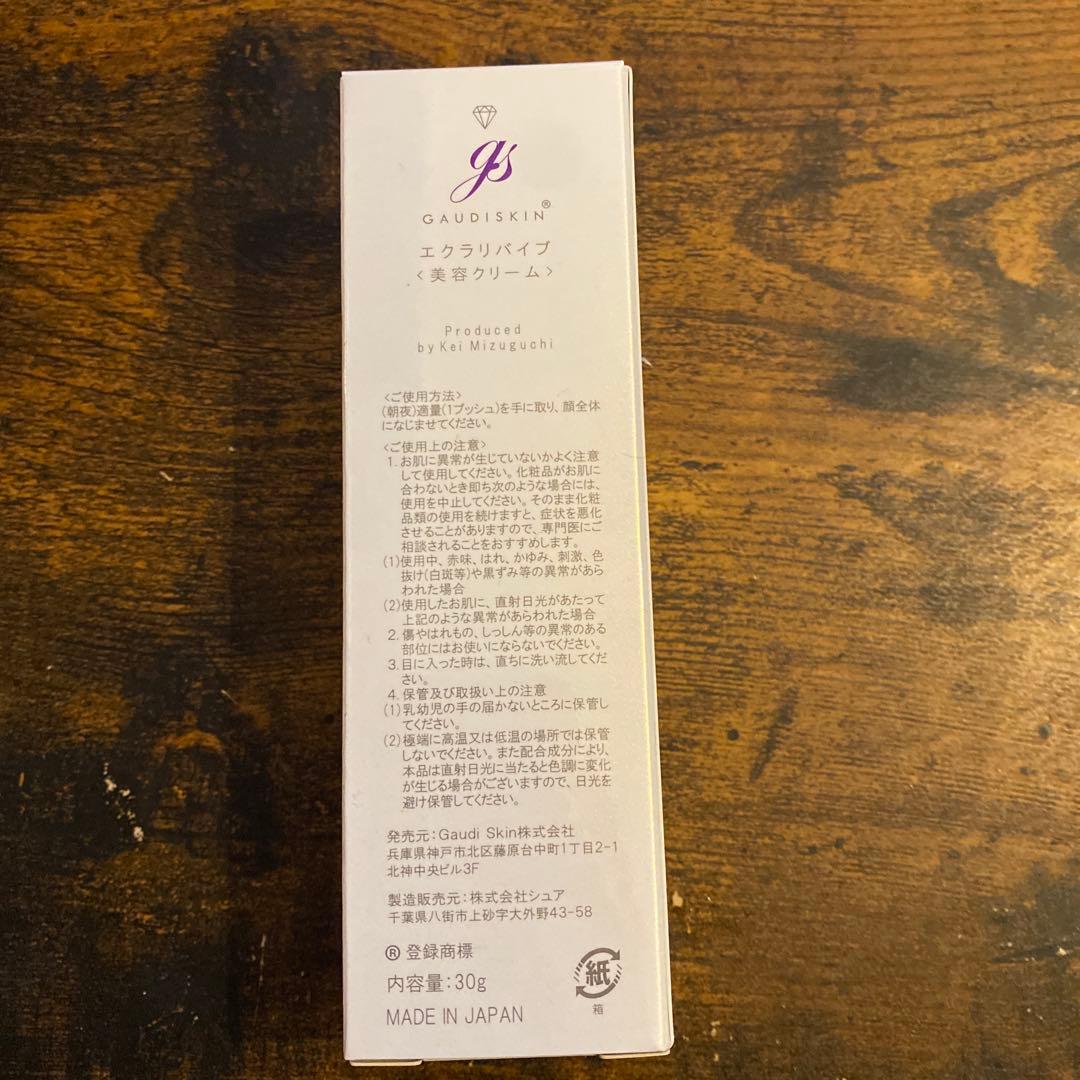 gs
GAUDISKIN®
エクラリバイブ
<美容クリーム>
Produced
by Kei Mizuguchi
<ご使用方法>
(朝夜)適量(1プッシュ)を手に取り、顔全体
になじませてください。
<ご使用上の注意>
1. お肌に異常が生じていないかよく注意
して使用してください。化粧品がお肌に
合わないとき即ち次のような場合には、
使用を中止してください。そのまま化粧
品類の使用を続けますと、症状を悪化
させることがありますので、専門医にご
相談されることをおすすめします。
(1)使用中、赤味、はれ、かゆみ、刺激、色
抜け(白斑等)や黒ずみ等の異常があら
われた場合
(2)使用したお肌に、直射日光があたって
上記のような異常があらわれた場合
2. 傷やはれもの、しっしん等の異常のある
部位にはお使いにならないでください。
3. 目に入った時は、直ちに洗い流してくだ
さい。
4. 保管及び取扱い上の注意
(1)乳幼児の手の届かないところに保管し
てください。
(2)極端に高温又は低温の場所では保管
しないでください。また配合成分により、
本品は直射日光に当たると色調に変化
が生じる場合がございますので、日光を
避け保管してください。
発売元:Gaudi Skin株式会社
兵庫県神戸市北区藤原台中町1丁目2-1
北神中央ビル3F
製造販売元:株式会社シュア
千葉県八街市上砂字大外野43-58
® 登録商標
内容量:30g
紙
箱
MADE IN JAPAN